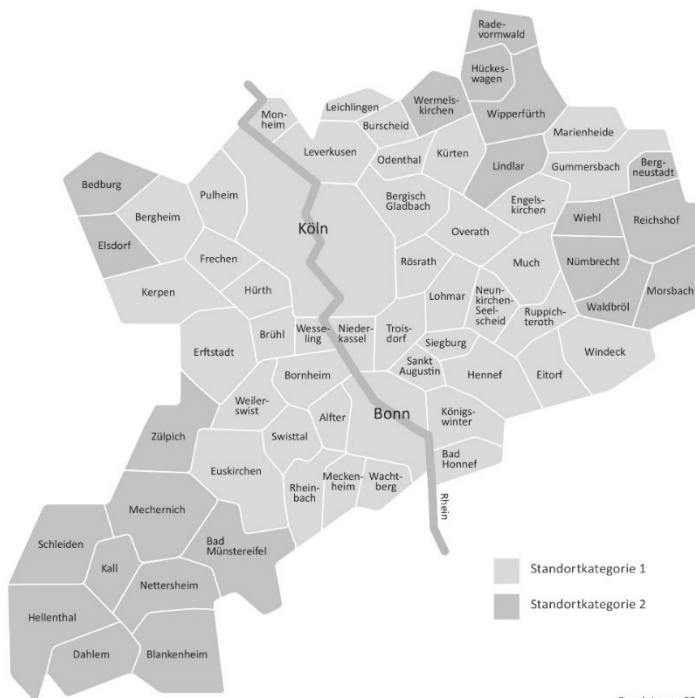 Rade-
vormwald
Hückes-
wagen
Wermels-
kirchen
Wipperfürth
Leichlingen
Mon-
heim
Burscheid
Marienheide
Leverkusen
Odenthal
Kürten
Lindlar
Gummersbach
Berg-
neustadt
Bedburg
Pulheim
Bergisch
Gladbach
Engels-
kirchen
Bergheim
Wiehl
Reichshof
Köln
Overath
Elsdorf
Frechen
Rösrath
Much
Nümbrecht
Kerpen
Hürth
Lohmar
Neun-
kirchen-
Seel-
scheid
Morsbach
Waldbröl
Ruppich-
teroth
Brühl
Wesse-
ling
Nieder-
kassel
Trois-
dorf
Siegburg
Windeck
Erftstadt
Sankt
Augustin
Hennef
Eitorf
Bornheim
Weiler-
swist
Zülpich
Alfter
Bonn
Königs-
winter
Swisttal
Bad
Honnef
Euskirchen
Rhein-
bach
Mecken-
heim
Wacht-
berg
Rhein
Mechernich
Schleiden
Bad
Münstereifel
Kall
Nettersheim
Hellenthal
Dahlem
Blankenheim
Standortkategorie 1
Standortkategorie 2